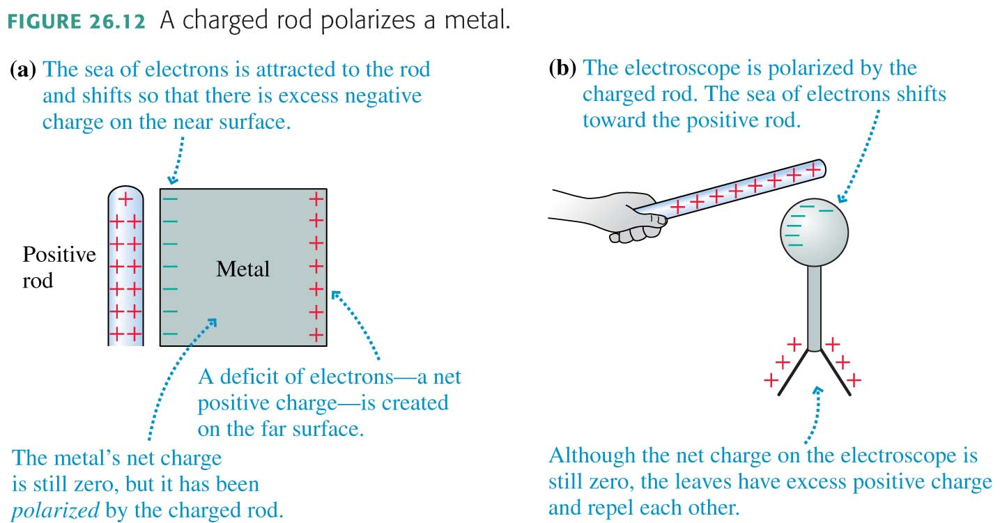 FIGURE 26.12 A charged rod polarizes a metal.
(a) The sea of electrons is attracted to the rod
and shifts so that there is excess negative
charge on the near surface.
Positive
rod
Metal
A deficit of electrons—a net
positive charge—is created
on the far surface.
The metal’s net charge
is still zero, but it has been
polarized by the charged rod.
(b) The electroscope is polarized by the
charged rod. The sea of electrons shifts
toward the positive rod.
Although the net charge on the electroscope is
still zero, the leaves have excess positive charge
and repel each other.